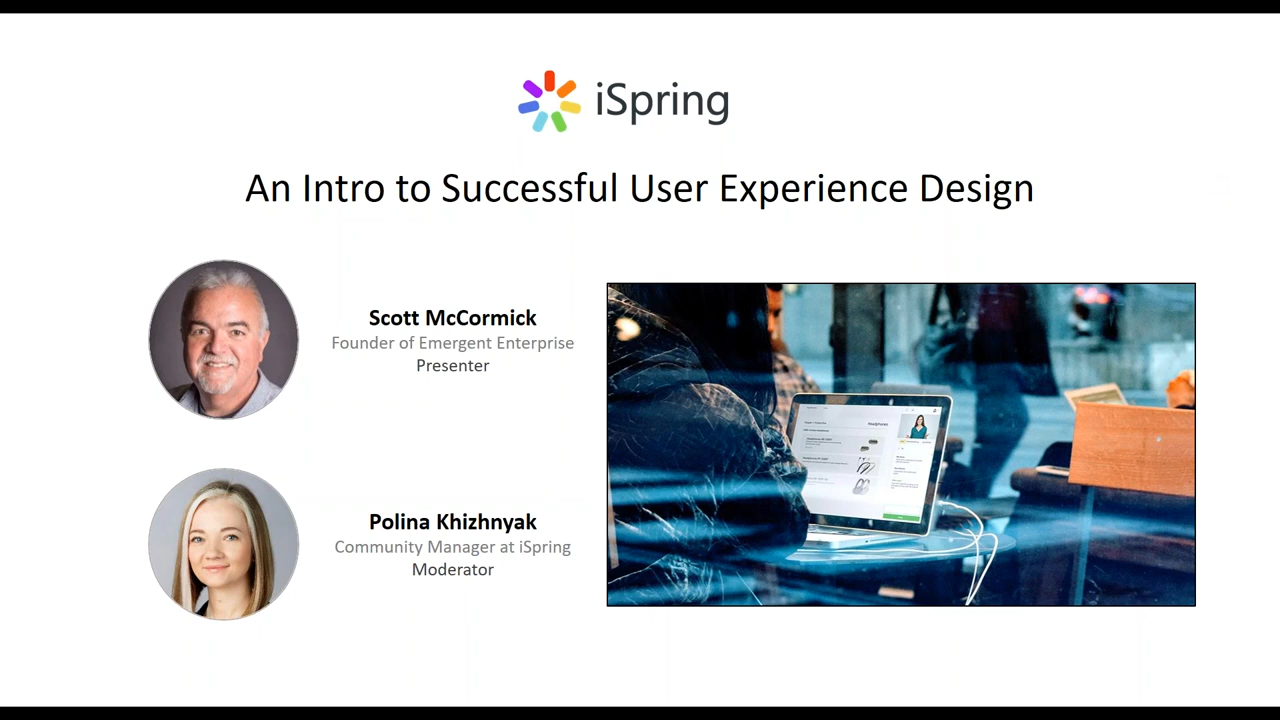 iSpring
An Intro to Successful User Experience Design
Scott McCormick
Founder of Emergent Enterprise
Presenter
Polina Khizhnyak
Community Manager at iSpring
Moderator